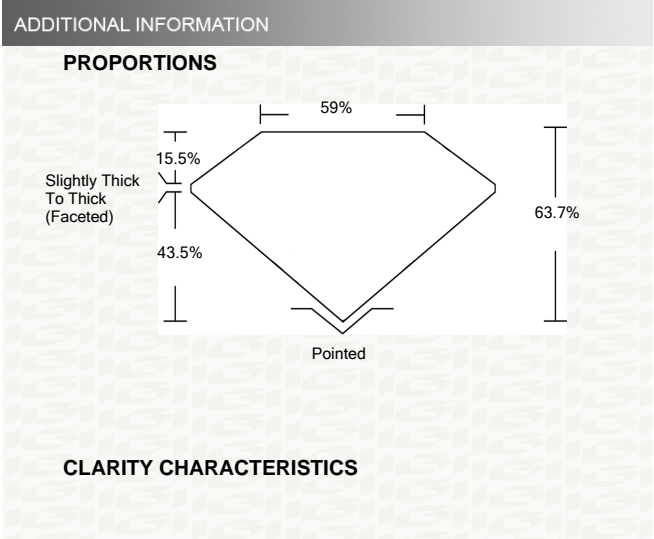 ADDITIONAL INFORMATION
PROPORTIONS
59%
15.5%
Slightly Thick
To Thick
(Faceted)
43.5%
63.7%
Pointed
CLARITY CHARACTERISTICS